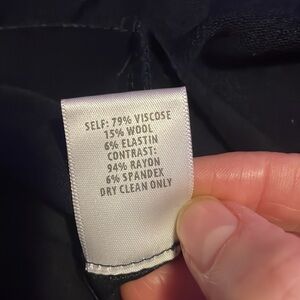 SELF: 79% VISCOSE
15% WOOL
6% ELASTIN
CONTRAST:
94% RAYON
6% SPANDEX
DRY CLEAN ONLY